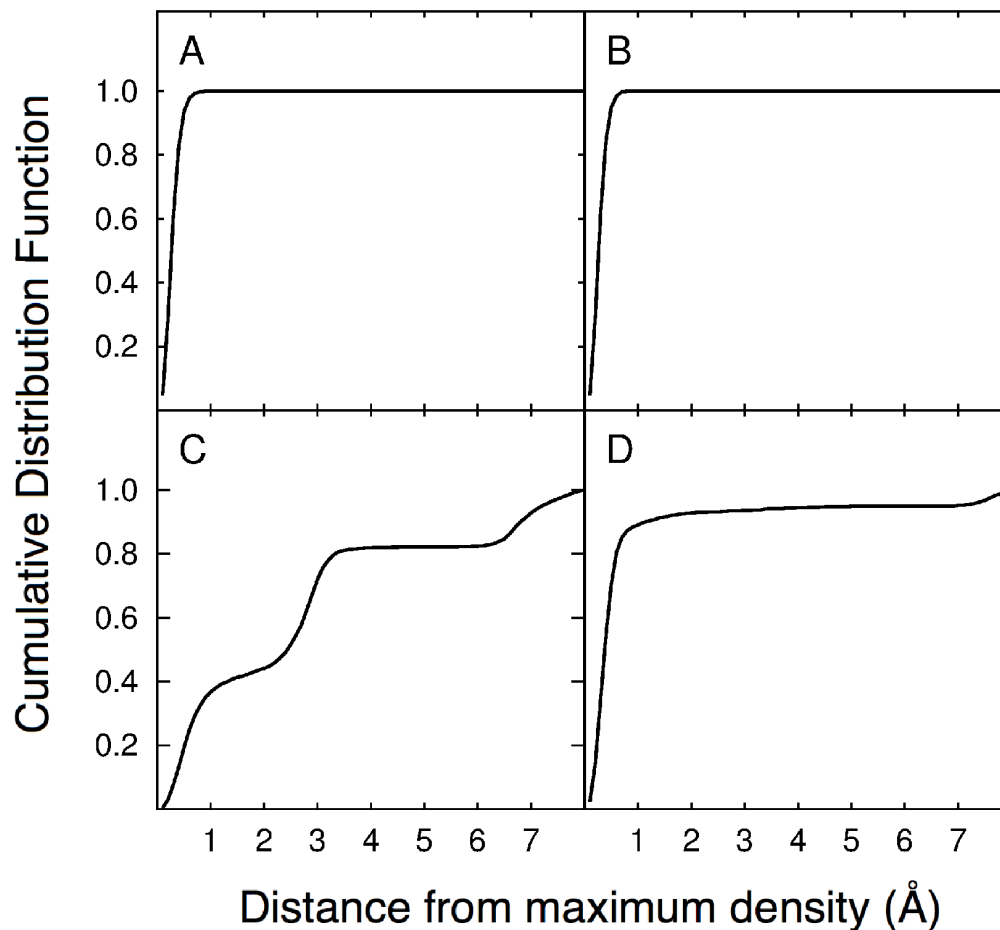 Cumulative Distribution Function
A
B
1.0
0.8
0.6
0.4
0.2
C
D
1.0
0.8
0.6
0.4
0.2
1 2 3 4 5 6 7 1 2 3 4 5 6 7
Distance from maximum density (Å)